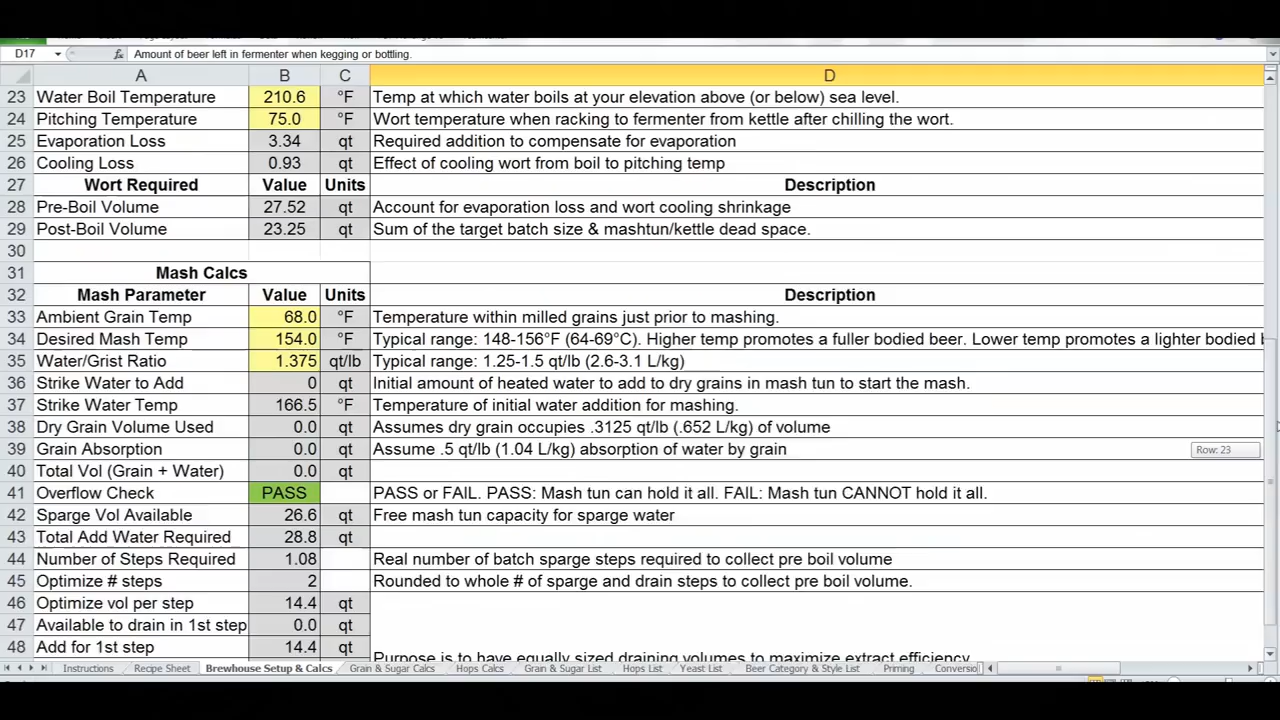 D17 fx Amount of beer left in fermenter when kegging or bottling.
A B C D
23 Water Boil Temperature 210.6 °F Temp at which water boils at your elevation above (or below) sea level.
24 Pitching Temperature 75.0 °F Wort temperature when racking to fermenter from kettle after chilling the wort.
25 Evaporation Loss 3.34 qt Required addition to compensate for evaporation
26 Cooling Loss 0.93 qt Effect of cooling wort from boil to pitching temp
27 Wort Required Value Units Description
28 Pre-Boil Volume 27.52 qt Account for evaporation loss and wort cooling shrinkage
29 Post-Boil Volume 23.25 qt Sum of the target batch size & mashtun/kettle dead space.
30
31 Mash Calcs
32 Mash Parameter Value Units Description
33 Ambient Grain Temp 68.0 °F Temperature within milled grains just prior to mashing.
34 Desired Mash Temp 154.0 °F Typical range: 148-156°F (64-69°C). Higher temp promotes a fuller bodied beer. Lower temp promotes a lighter bodied
35 Water/Grist Ratio 1.375 qt/lb Typical range: 1.25-1.5 qt/lb (2.6-3.1 L/kg)
36 Strike Water to Add 0 qt Initial amount of heated water to add to dry grains in mash tun to start the mash.
37 Strike Water Temp 166.5 °F Temperature of initial water addition for mashing.
38 Dry Grain Volume Used 0.0 qt Assumes dry grain occupies .3125 qt/lb (.652 L/kg) of volume
39 Grain Absorption 0.0 qt Assume .5 qt/lb (1.04 L/kg) absorption of water by grain Row: 23
40 Total Vol (Grain + Water) 0.0 qt
41 Overflow Check PASS PASS or FAIL. PASS: Mash tun can hold it all. FAIL: Mash tun CANNOT hold it all.
42 Sparge Vol Available 26.6 qt Free mash tun capacity for sparge water
43 Total Add Water Required 28.8 qt
44 Number of Steps Required 1.08 Real number of batch sparge steps required to collect pre boil volume
45 Optimize # steps 2 Rounded to whole # of sparge and drain steps to collect pre boil volume.
46 Optimize vol per step 14.4 qt
47 Available to drain in 1st step 0.0 qt
48 Add for 1st step 14.4 qt
Purpose is to have equally sized draining volumes to maximize extract efficiency
Instructions Recipe Sheet Brewhouse Setup & Calcs Grain & Sugar Calcs Hops Calcs Grain & Sugar List Hops List Yeast List Beer Category & Style List Priming Conversio